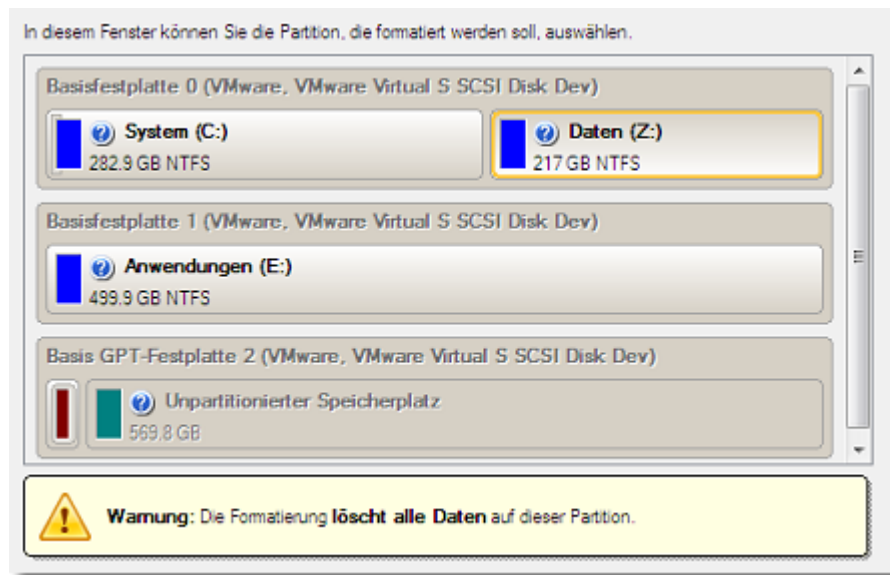 In diesem Fenster können Sie die Partition, die formatiert werden soll, auswählen.
Basisfestplatte 0 (VMware, VMware Virtual S SCSI Disk Dev)
System (C:)
282.9 GB NTFS
Daten (Z:)
217 GB NTFS
Basisfestplatte 1 (VMware, VMware Virtual S SCSI Disk Dev)
Anwendungen (E:)
499.9 GB NTFS
Basis GPT-Festplatte 2 (VMware, VMware Virtual S SCSI Disk Dev)
Unpartitionierter Speicherplatz
569.8 GB
Warnung: Die Formatierung löscht alle Daten auf dieser Partition.